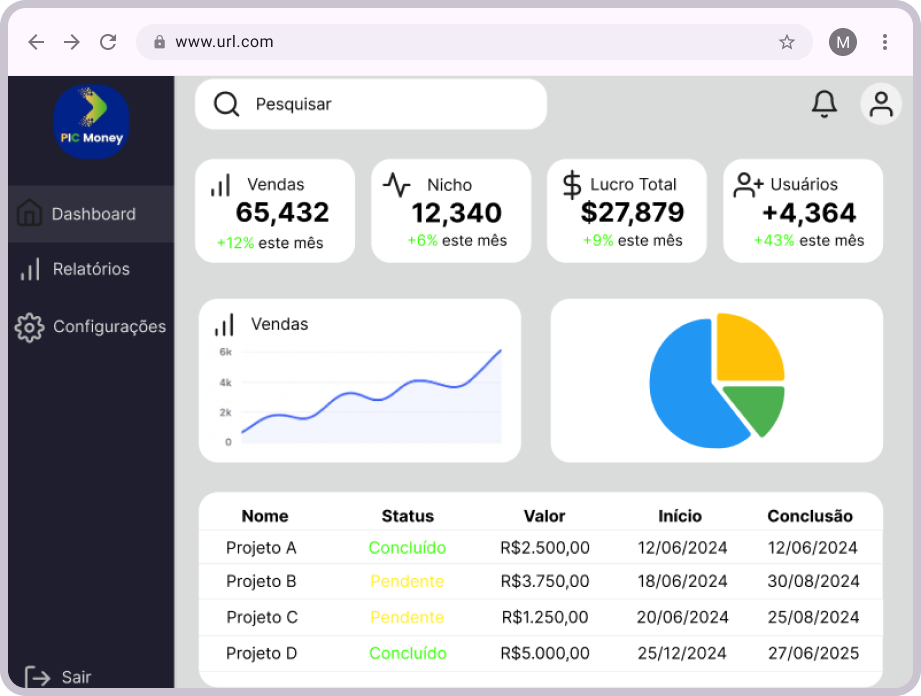 www.url.com
M
PIC Money
Dashboard
Relatórios
Configurações
Sair
Pesquisar
Vendas
65,432
+12% este mês
Nicho
12,340
+6% este mês
Lucro Total
$27,879
+9% este mês
Usuários
+4,364
+43% este mês
Vendas
6k
4k
2k
0
Nome Status Valor Início Conclusão
Projeto A Concluído R$2.500,00 12/06/2024 12/06/2024
Projeto B Pendente R$3.750,00 18/06/2024 30/08/2024
Projeto C Pendente R$1.250,00 20/06/2024 25/08/2024
Projeto D Concluído R$5.000,00 25/12/2024 27/06/2025